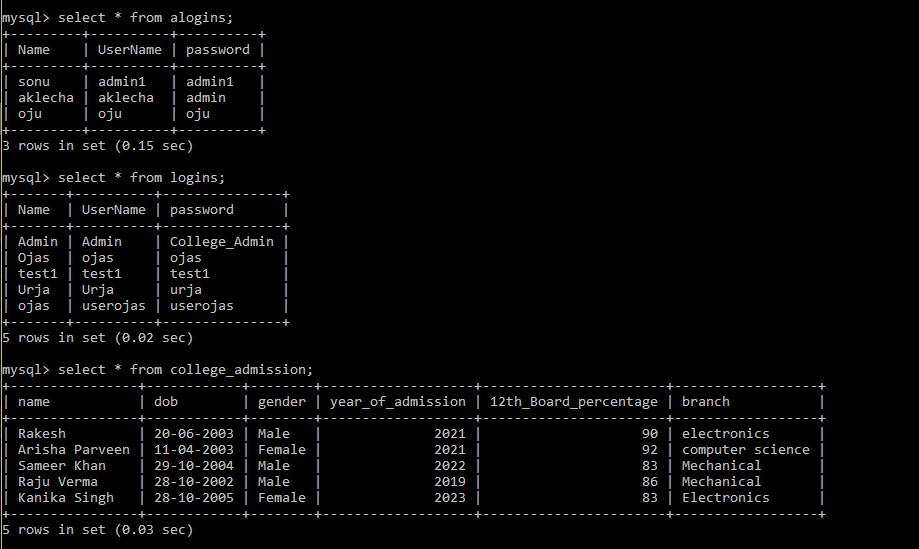 mysql> select * from alogins;
+---------+----------+----------+
| Name    | UserName | password |
+---------+----------+----------+
| sonu    | admin1   | admin1   |
| aklecha | aklecha  | admin    |
| oju     | oju      | oju      |
+---------+----------+----------+
3 rows in set (0.15 sec)

mysql> select * from logins;
+-------+----------+---------------+
| Name  | UserName | password      |
+-------+----------+---------------+
| Admin | Admin    | College_Admin |
| Ojas  | ojas     | ojas          |
| test1 | test1    | test1         |
| Urja  | Urja     | urja          |
| ojas  | userojas | userojas      |
+-------+----------+---------------+
5 rows in set (0.02 sec)

mysql> select * from college_admission;
+----------------+------------+--------+-------------------+-----------------------+------------------+
| name           | dob        | gender | year_of_admission | 12th_Board_percentage | branch           |
+----------------+------------+--------+-------------------+-----------------------+------------------+
| Rakesh         | 20-06-2003 | Male   |              2021 |                    90 | electronics      |
| Arisha Parveen | 11-04-2003 | Female |              2021 |                    92 | computer science |
| Sameer Khan    | 29-10-2004 | Male   |              2022 |                    83 | Mechanical       |
| Raju Verma     | 28-10-2002 | Male   |              2019 |                    86 | Mechanical       |
| Kanika Singh   | 28-10-2005 | Female |              2023 |                    83 | Electronics      |
+----------------+------------+--------+-------------------+-----------------------+------------------+
5 rows in set (0.03 sec)